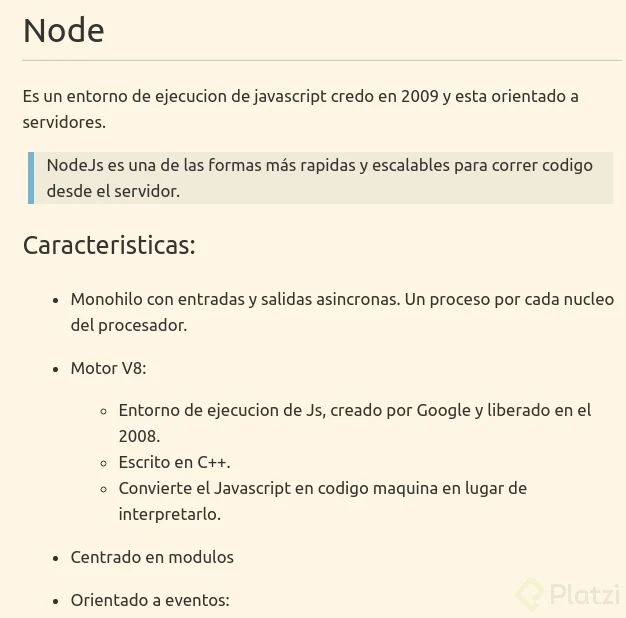 Node
Es un entorno de ejecucion de javascript credo en 2009 y esta orientado a
servidores.
NodeJs es una de las formas más rapidas y escalables para correr codigo
desde el servidor.
Caracteristicas:
• Monohilo con entradas y salidas asincronas. Un proceso por cada nucleo
del procesador.
• Motor V8:
◦ Entorno de ejecucion de Js, creado por Google y liberado en el
2008.
◦ Escrito en C++.
◦ Convierte el Javascript en codigo maquina en lugar de
interpretarlo.
• Centrado en modulos
• Orientado a eventos:
Platzi